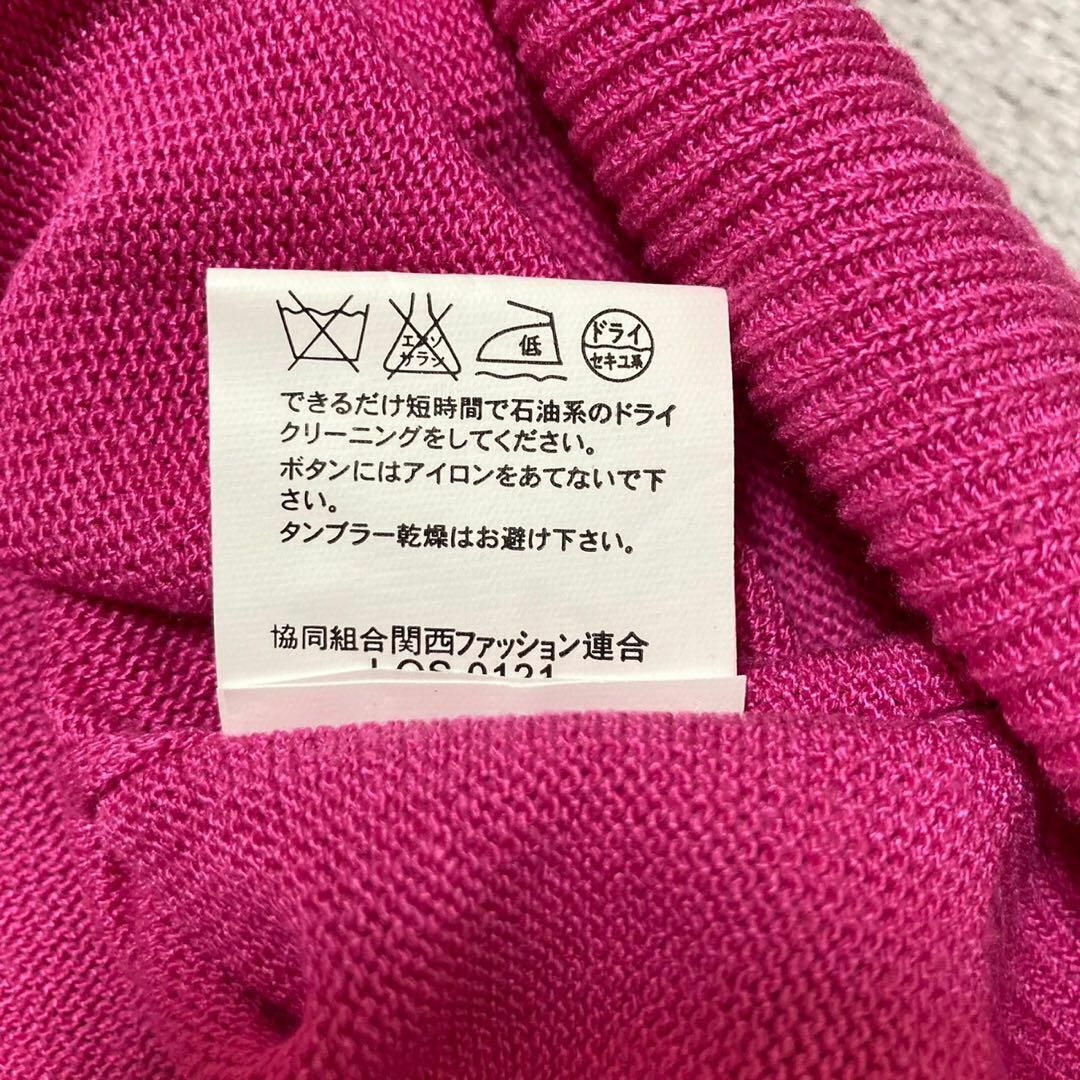 エンソ
サラシ
低
ドライ
セキユ系
できるだけ短時間で石油系のドライ
クリーニングをしてください。
ボタンにはアイロンをあてないで下
さい。
タンブラー乾燥はお避け下さい。
協同組合関西ファッション連合
LOS 0121